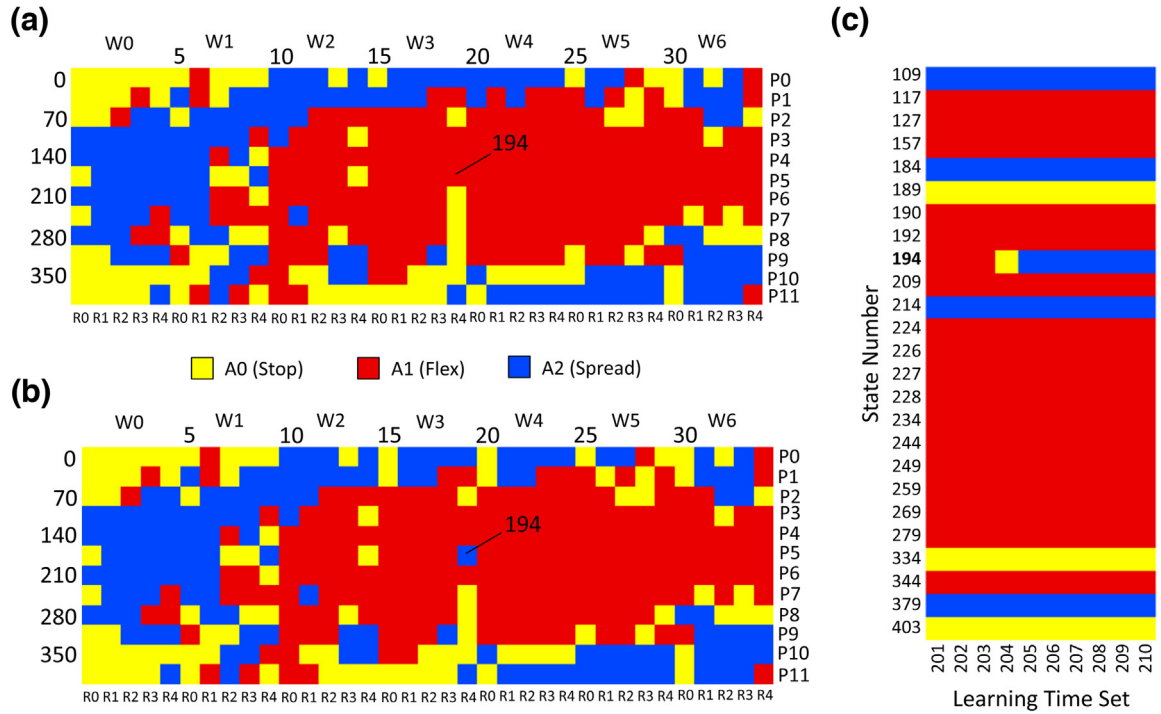 (a)
W0 W1 W2 W3 W4 W5 W6
5 10 15 20 25 30
0 P0
P1
70 P2
P3
140 P4
194
P5
210 P6
P7
280 P8
P9
350 P10
P11
R0 R1 R2 R3 R4 R0 R1 R2 R3 R4 R0 R1 R2 R3 R4 R0 R1 R2 R3 R4 R0 R1 R2 R3 R4 R0 R1 R2 R3 R4 R0 R1 R2 R3 R4
A0 (Stop) A1 (Flex) A2 (Spread)
(b)
W0 W1 W2 W3 W4 W5 W6
5 10 15 20 25 30
0 P0
P1
70 P2
P3
194
140 P4
P5
210 P6
P7
280 P8
P9
350 P10
P11
R0 R1 R2 R3 R4 R0 R1 R2 R3 R4 R0 R1 R2 R3 R4 R0 R1 R2 R3 R4 R0 R1 R2 R3 R4 R0 R1 R2 R3 R4 R0 R1 R2 R3 R4
(c)
State Number
109
117
127
157
184
189
190
192
194
209
214
224
226
227
228
234
244
249
259
269
279
334
344
379
403
201 202 203 204 205 206 207 208 209 210
Learning Time Set